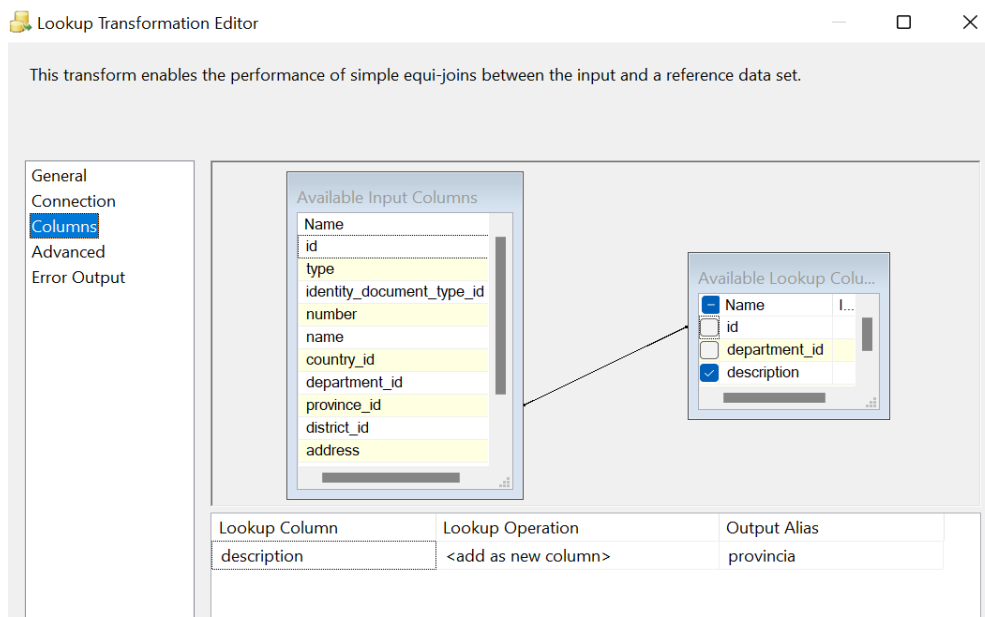 Lookup Transformation Editor
This transform enables the performance of simple equi-joins between the input and a reference data set.
General
Connection
Columns
Advanced
Error Output
Available Input Columns
Name
id
type
identity_document_type_id
number
name
country_id
department_id
province_id
district_id
address
Available Lookup Colu...
Name I...
id
department_id
description
Lookup Column Lookup Operation Output Alias
description <add as new column> provincia